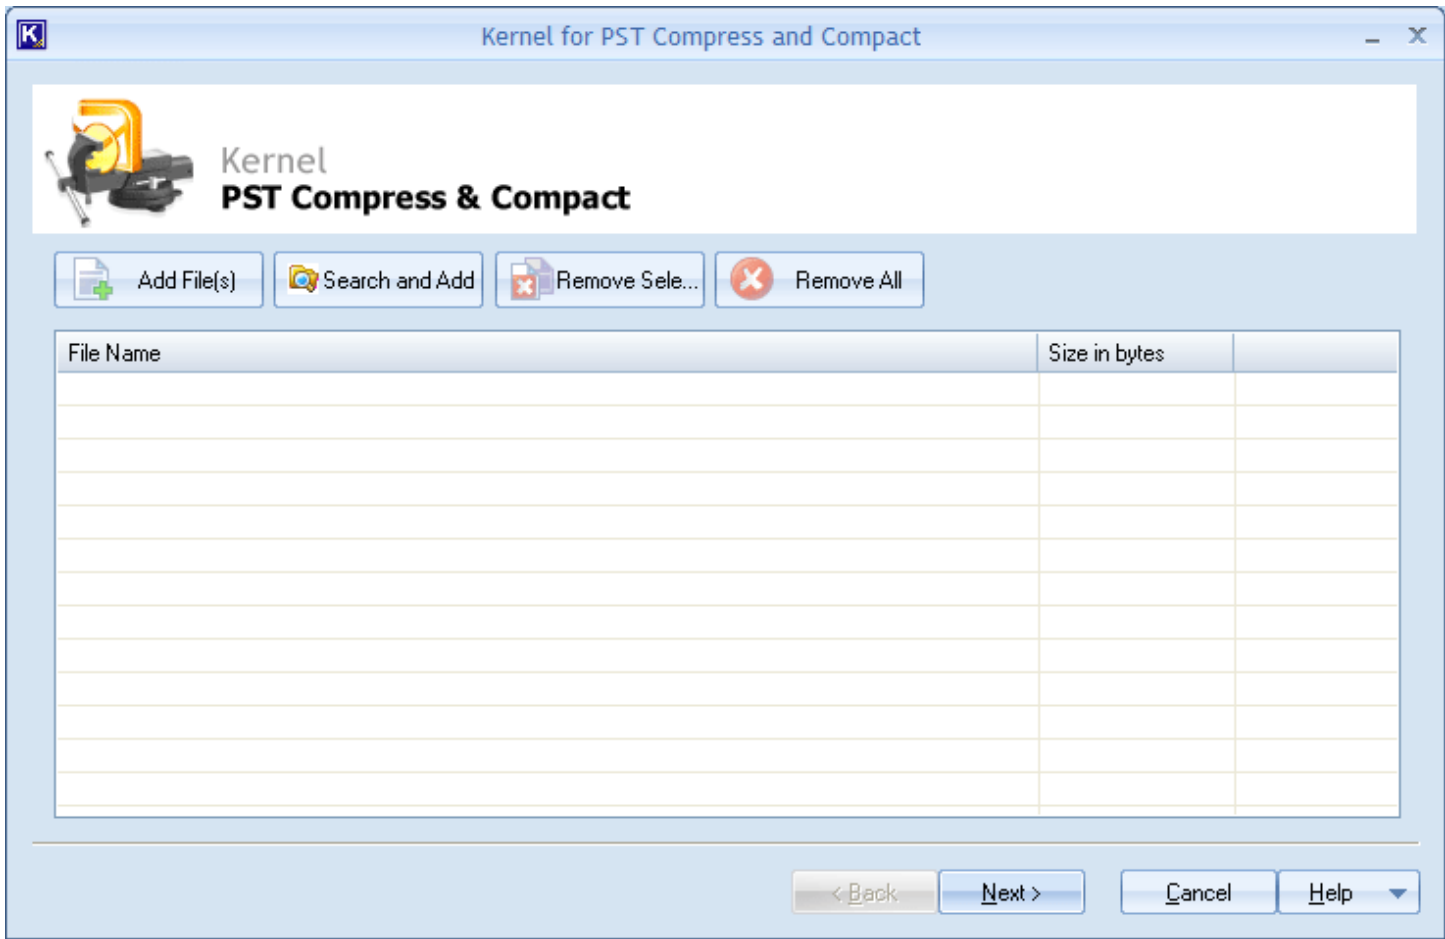 Kernel for PST Compress and Compact
Kernel
PST Compress & Compact
Add File(s) Search and Add Remove Sele... Remove All
File Name Size in bytes
< Back Next > Cancel Help